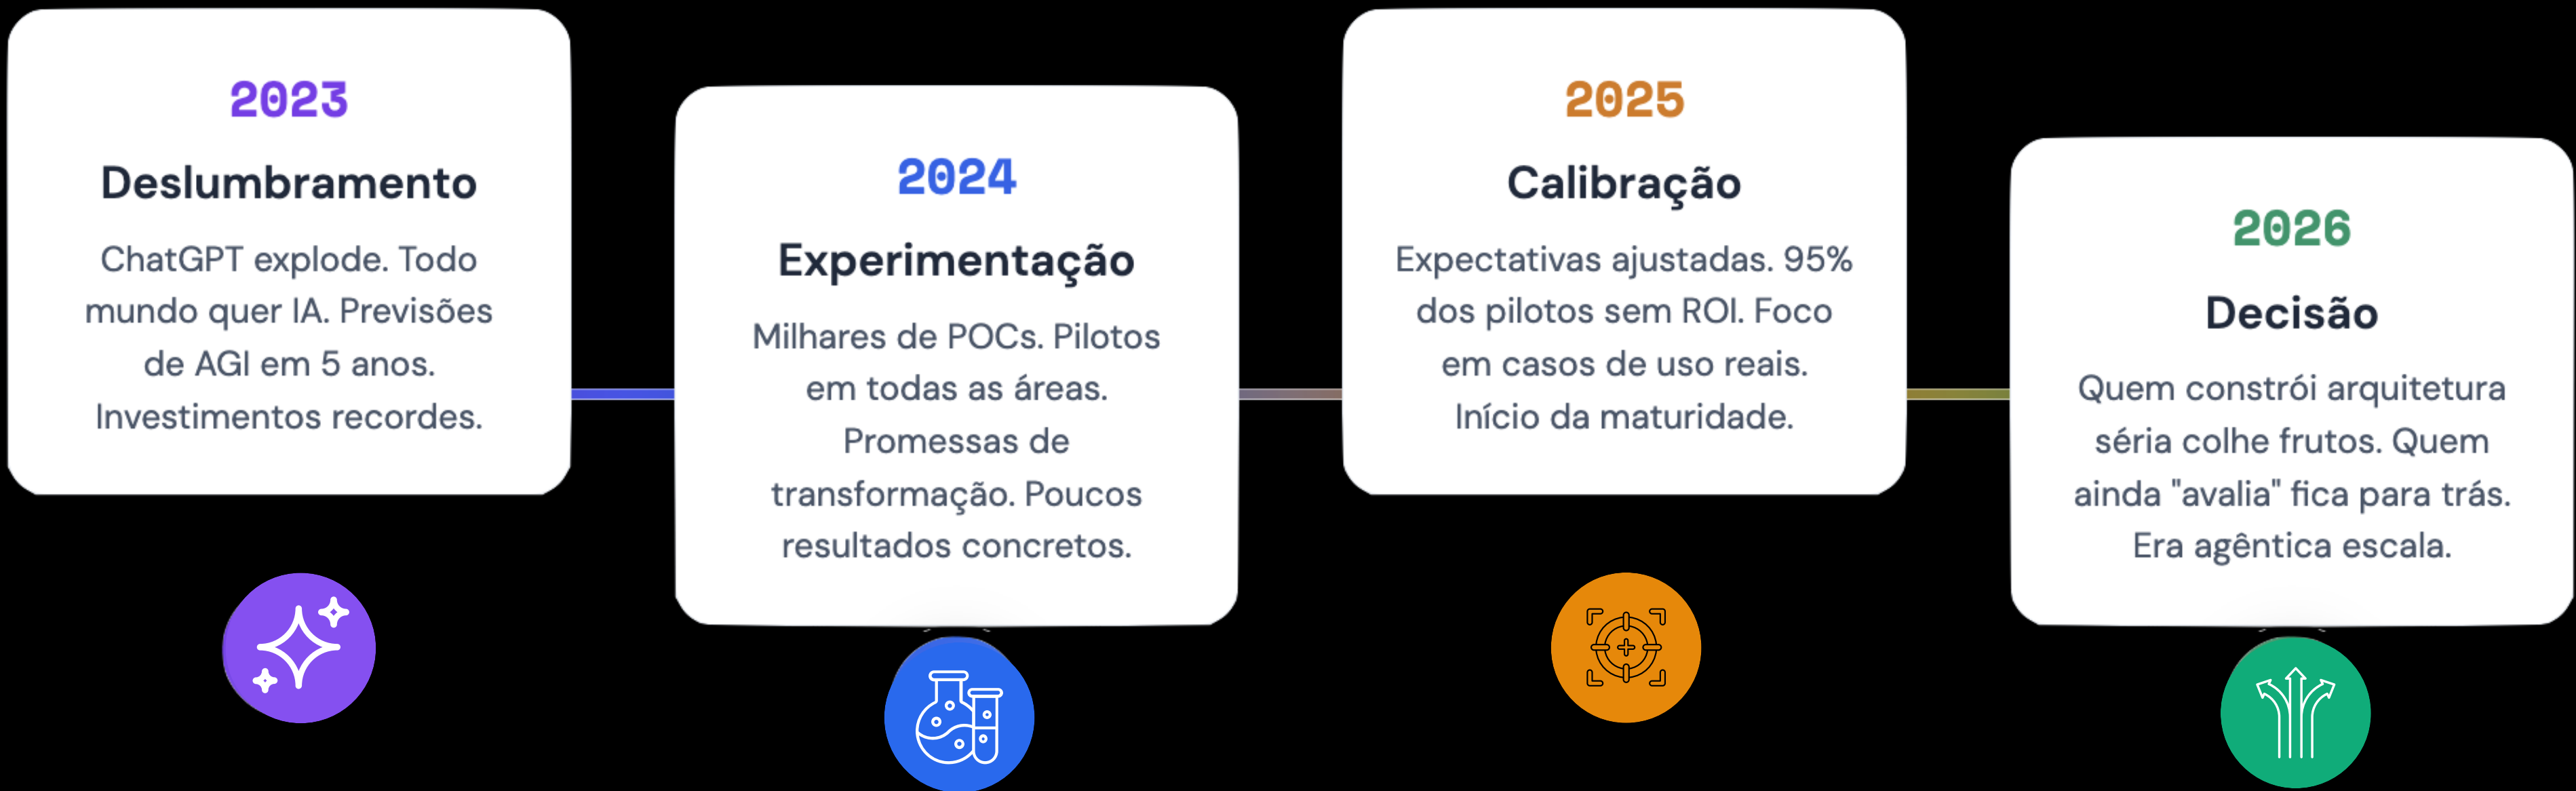 2023
Deslumbramento
ChatGPT explode. Todo
mundo quer IA. Previsões
de AGI em 5 anos.
Investimentos recordes.
2024
Experimentação
Milhares de POCs. Pilotos
em todas as áreas.
Promessas de
transformação. Poucos
resultados concretos.
2025
Calibração
Expectativas ajustadas. 95%
dos pilotos sem ROI. Foco
em casos de uso reais.
Início da maturidade.
2026
Decisão
Quem constrói arquitetura
séria colhe frutos. Quem
ainda "avalia" fica para trás.
Era agêntica escala.